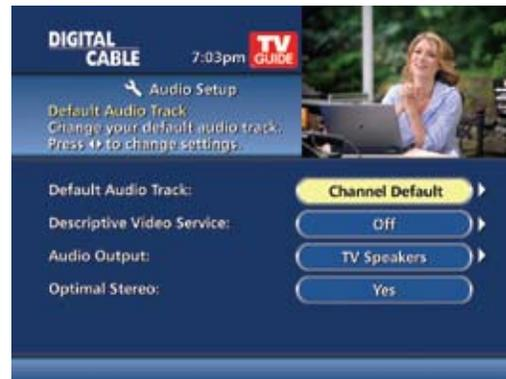 DIGITAL
CABLE
7:03pm
TV
GUIDE
Audio Setup
Default Audio Track
Change your default audio track.
Press ◀▶ to change settings.
Default Audio Track: Channel Default
Descriptive Video Service: Off
Audio Output: TV Speakers
Optimal Stereo: Yes